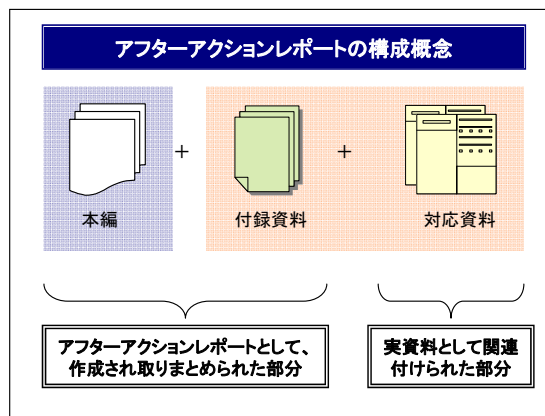 アフターアクションレポートの構成概念
+
+
本編
付録資料
対応資料
アフターアクションレポートとして、
作成され取りまとめられた部分
実資料として関連
付けられた部分